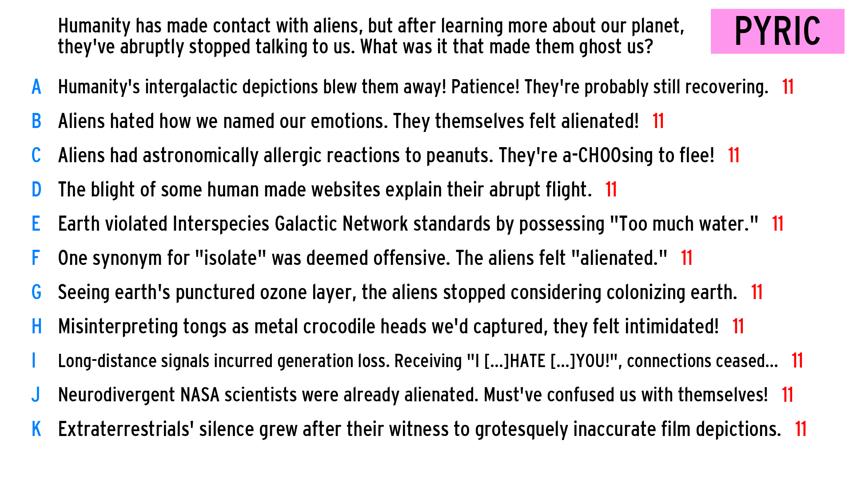 Humanity has made contact with aliens, but after learning more about our planet,
they've abruptly stopped talking to us. What was it that made them ghost us?
PYRIC
A Humanity's intergalactic depictions blew them away! Patience! They're probably still recovering. 11
B Aliens hated how we named our emotions. They themselves felt alienated! 11
C Aliens had astronomically allergic reactions to peanuts. They're a-CHOOsing to flee! 11
D The blight of some human made websites explain their abrupt flight. 11
E Earth violated Interspecies Galactic Network standards by possessing "Too much water." 11
F One synonym for "isolate" was deemed offensive. The aliens felt "alienated." 11
G Seeing earth's punctured ozone layer, the aliens stopped considering colonizing earth. 11
H Misinterpreting tongs as metal crocodile heads we'd captured, they felt intimidated! 11
I Long-distance signals incurred generation loss. Receiving "I [...]HATE [...]YOU!", connections ceased... 11
J Neurodivergent NASA scientists were already alienated. Must've confused us with themselves! 11
K Extraterrestrials' silence grew after their witness to grotesquely inaccurate film depictions. 11